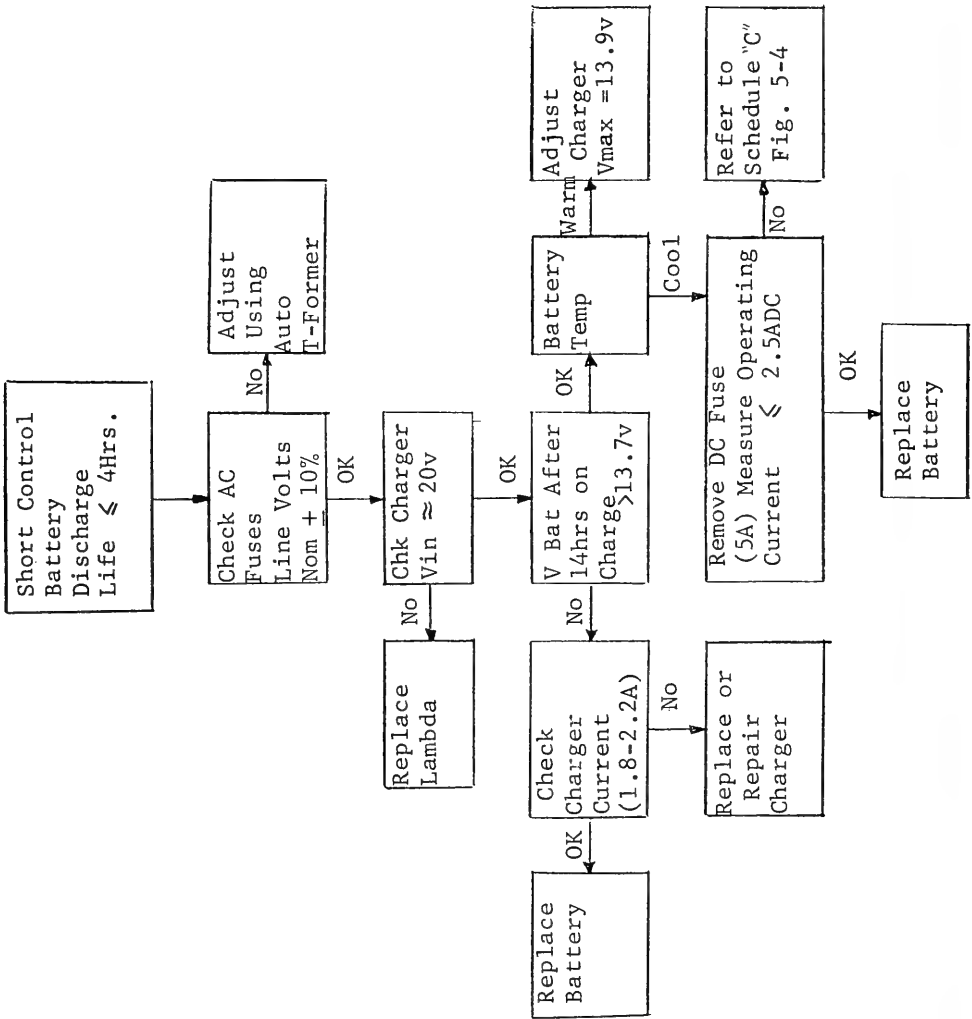 Short Control
Battery
Discharge
Life ⩽ 4Hrs.
Check AC
Fuses
Line Volts
Nom ± 10%
No
Adjust
Using
Auto
T-Former
OK
Chk Charger
Vin ≈ 20v
No
Replace
Lambda
OK
V Bat After
14hrs on
Charge >13.7v
No
Check
Charger
Current
(1.8-2.2A)
OK
Replace
Battery
No
Replace or
Repair
Charger
OK
Battery
Temp
Warm
Adjust
Charger
Vmax =13.9v
Cool
Remove DC Fuse
(5A) Measure Operating
Current ⩽ 2.5ADC
No
Refer to
Schedule "C"
Fig. 5-4
OK
Replace
Battery